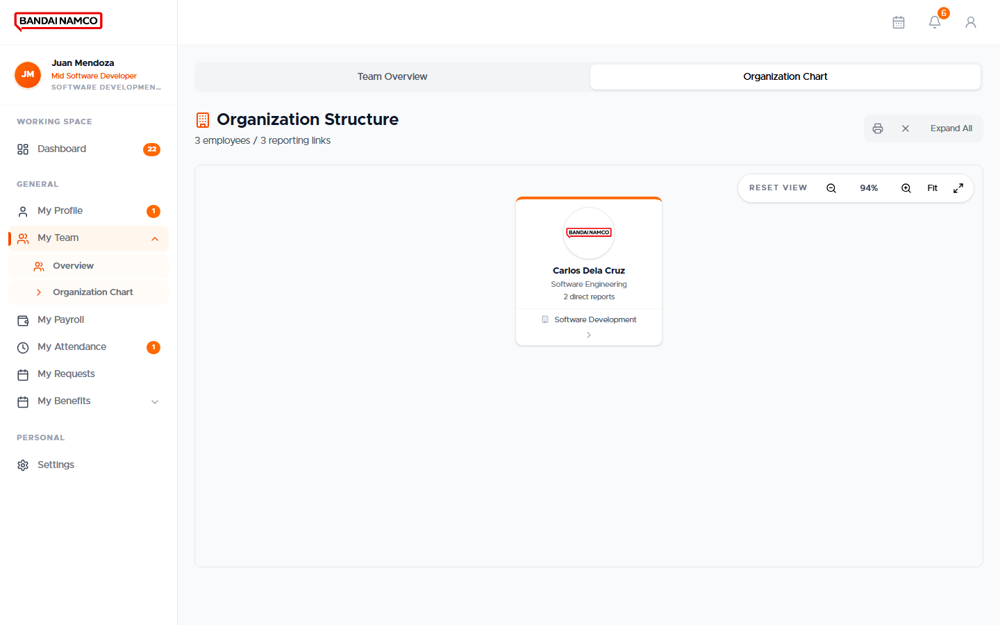 BANDAI NAMCO
6
JM
Juan Mendoza
Mid Software Developer
SOFTWARE DEVELOPMEN...
WORKING SPACE
Dashboard
22
GENERAL
My Profile
1
My Team
Overview
Organization Chart
My Payroll
My Attendance
1
My Requests
My Benefits
PERSONAL
Settings
Team Overview
Organization Chart
Organization Structure
3 employees / 3 reporting links
Expand All
RESET VIEW
94%
Fit
BANDAI NAMCO
Carlos Dela Cruz
Software Engineering
2 direct reports
Software Development